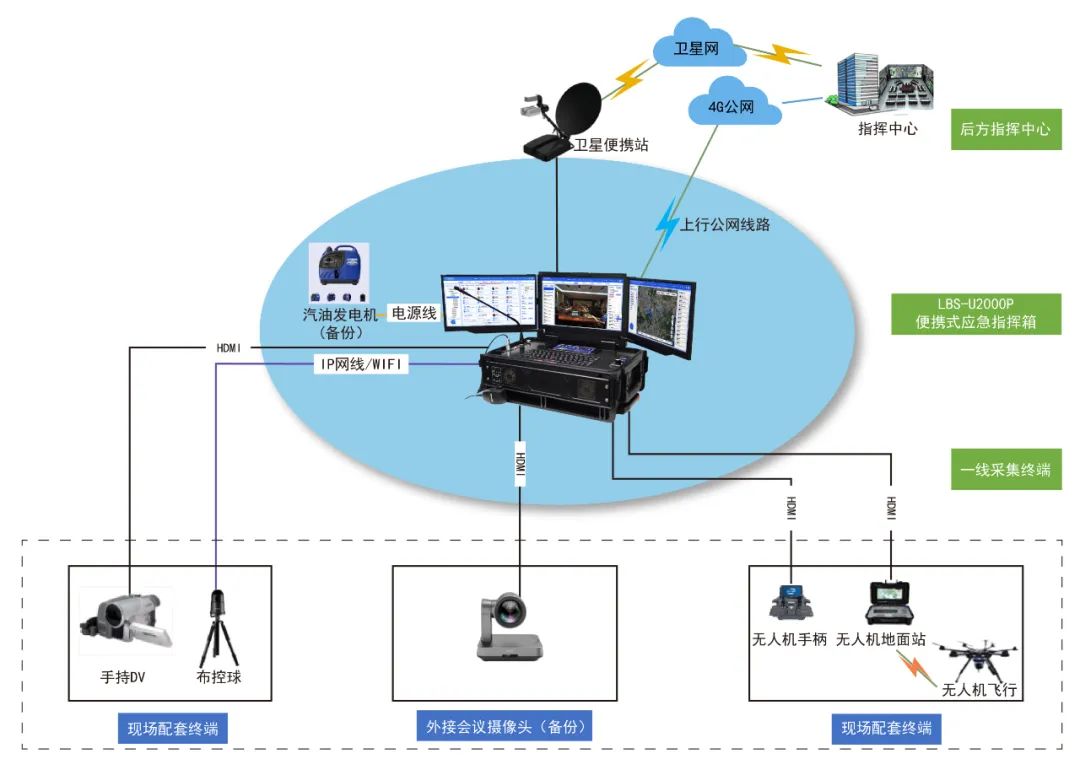 卫星网
4G公网
指挥中心
后方指挥中心
卫星便携站
上行公网线路
汽油发电机
（备份）
电源线
LBS-U2000P
便携式应急指挥箱
HDMI
IP网线/WIFI
HDMI
一线采集终端
HDMI
HDMI
手持DV
布控球
无人机手柄
无人机地面站
无人机飞行
现场配套终端
外接会议摄像头（备份）
现场配套终端